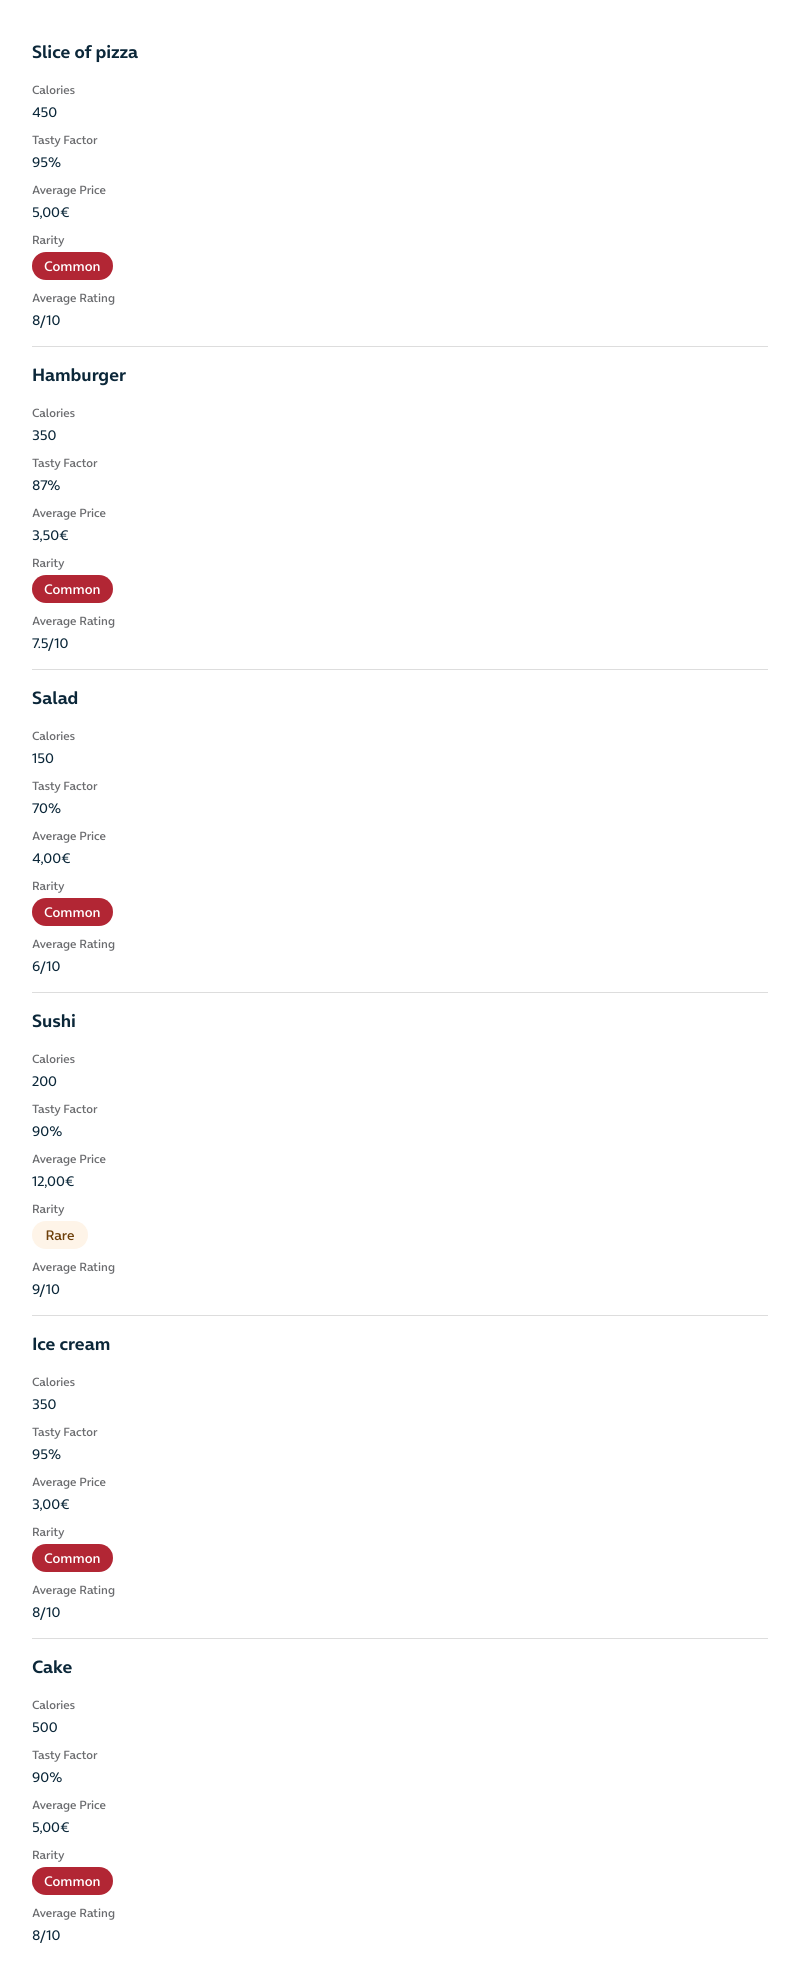 Slice of pizza
Calories
450
Tasty Factor
95%
Average Price
5,00€
Rarity
Common
Average Rating
8/10
Hamburger
Calories
350
Tasty Factor
87%
Average Price
3,50€
Rarity
Common
Average Rating
7.5/10
Salad
Calories
150
Tasty Factor
70%
Average Price
4,00€
Rarity
Common
Average Rating
6/10
Sushi
Calories
200
Tasty Factor
90%
Average Price
12,00€
Rarity
Rare
Average Rating
9/10
Ice cream
Calories
350
Tasty Factor
95%
Average Price
3,00€
Rarity
Common
Average Rating
8/10
Cake
Calories
500
Tasty Factor
90%
Average Price
5,00€
Rarity
Common
Average Rating
8/10